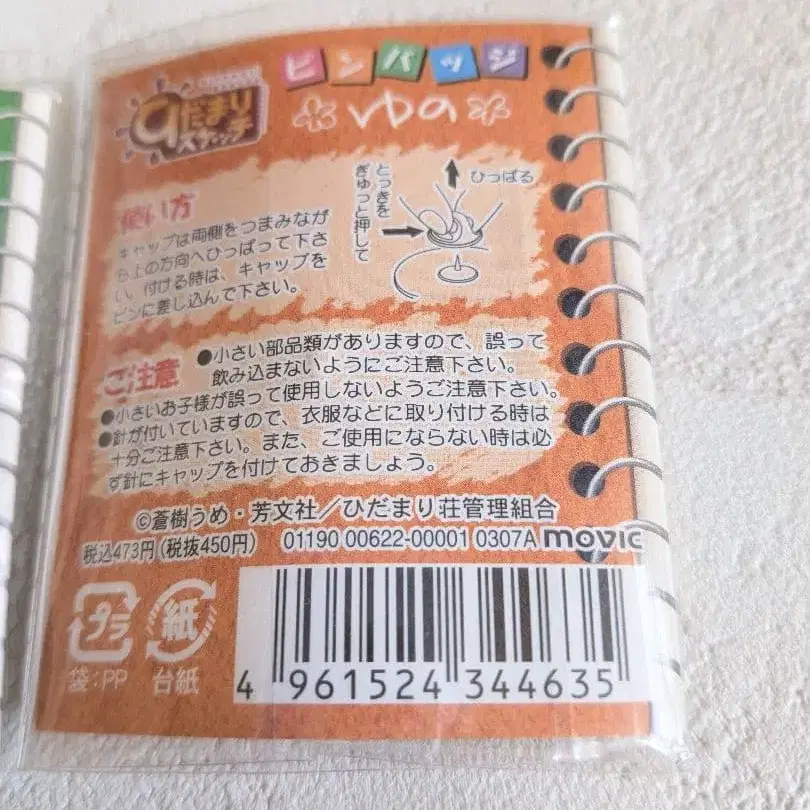 ピンバッジ
ひだまり
スケッチ
ゆの
使い方
キャップは両側をつまみなが
ら上の方向へひっぱって下さ
い。付ける時は、キャップを
ピンに差し込んで下さい。
とっきを
ぎゅっと押して
ひっぱる
ご注意
●小さい部品類がありますので、誤って
飲み込まないようにご注意下さい。
●小さいお子様が誤って使用しないようご注意下さい。
●針が付いていますので、衣服などに取り付ける時は
十分ご注意下さい。また、ご使用にならない時は必
ず針にキャップを付けておきましょう。
©蒼樹うめ・芳文社/ひだまり荘管理組合
税込473円(税抜450円) 01190 00622-00001 0307A movic
プラ
袋:PP
紙
台紙
4 961524 344635